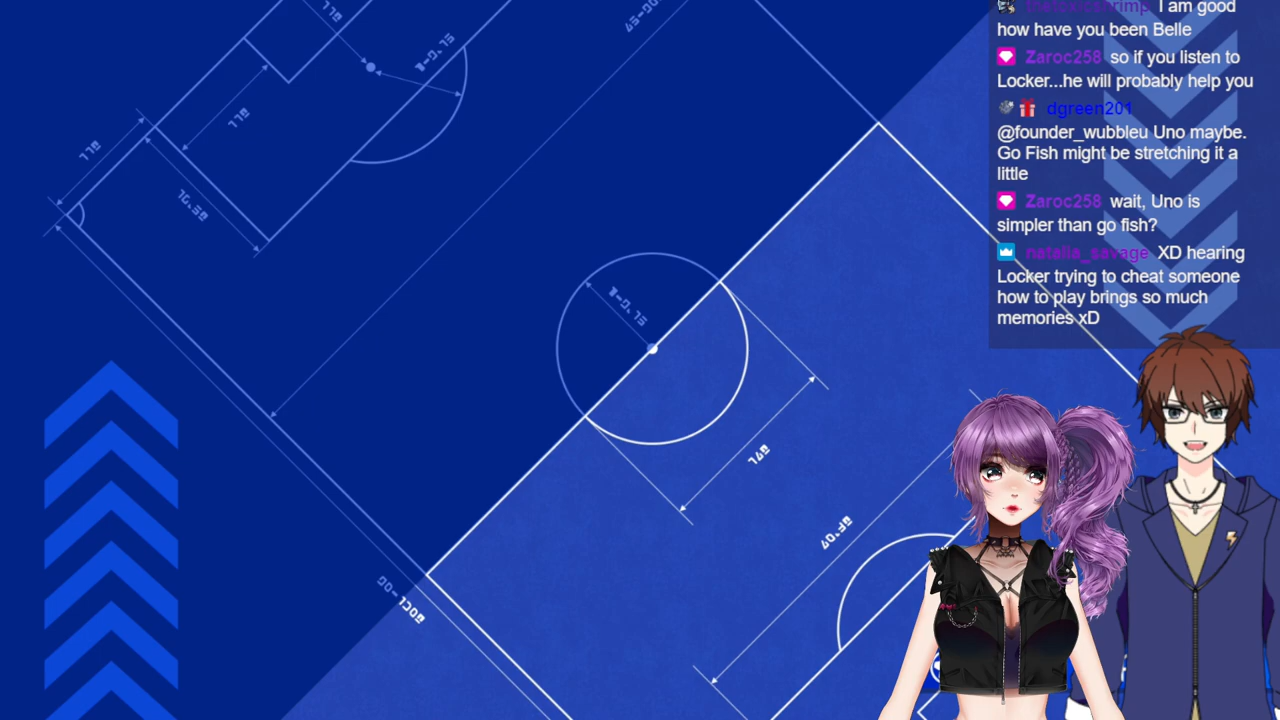 I am good
how have you been Belle
Zaroc258 so if you listen to
Locker...he will probably help you
dgreen201
@founder_wubbleu Uno maybe.
Go Fish might be stretching it a
little
Zaroc258 wait, Uno is
simpler than go fish?
natalia_savage XD hearing
Locker trying to cheat someone
how to play brings so much
memories xD